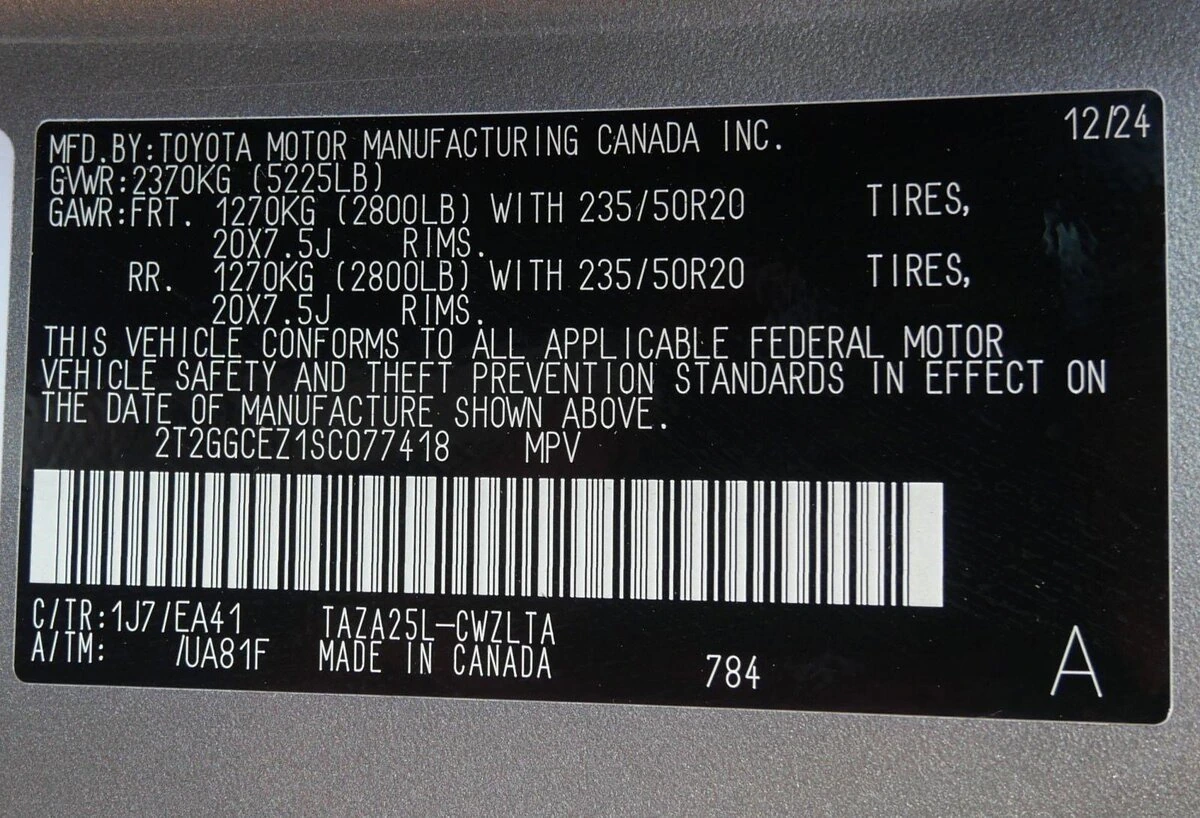 12/24
MFD.BY:TOYOTA MOTOR MANUFACTURING CANADA INC.
GVWR:2370KG (5225LB)
GAWR:FRT. 1270KG (2800LB) WITH 235/50R20 TIRES,
20X7.5J RIMS.
RR. 1270KG (2800LB) WITH 235/50R20 TIRES,
20X7.5J RIMS.
THIS VEHICLE CONFORMS TO ALL APPLICABLE FEDERAL MOTOR
VEHICLE SAFETY AND THEFT PREVENTION STANDARDS IN EFFECT ON
THE DATE OF MANUFACTURE SHOWN ABOVE.
2T2GGCEZ1SC077418 MPV
C/TR:1J7/EA41 TAZA25L-CWZLTA
A/TM: /UA81F MADE IN CANADA
784
A